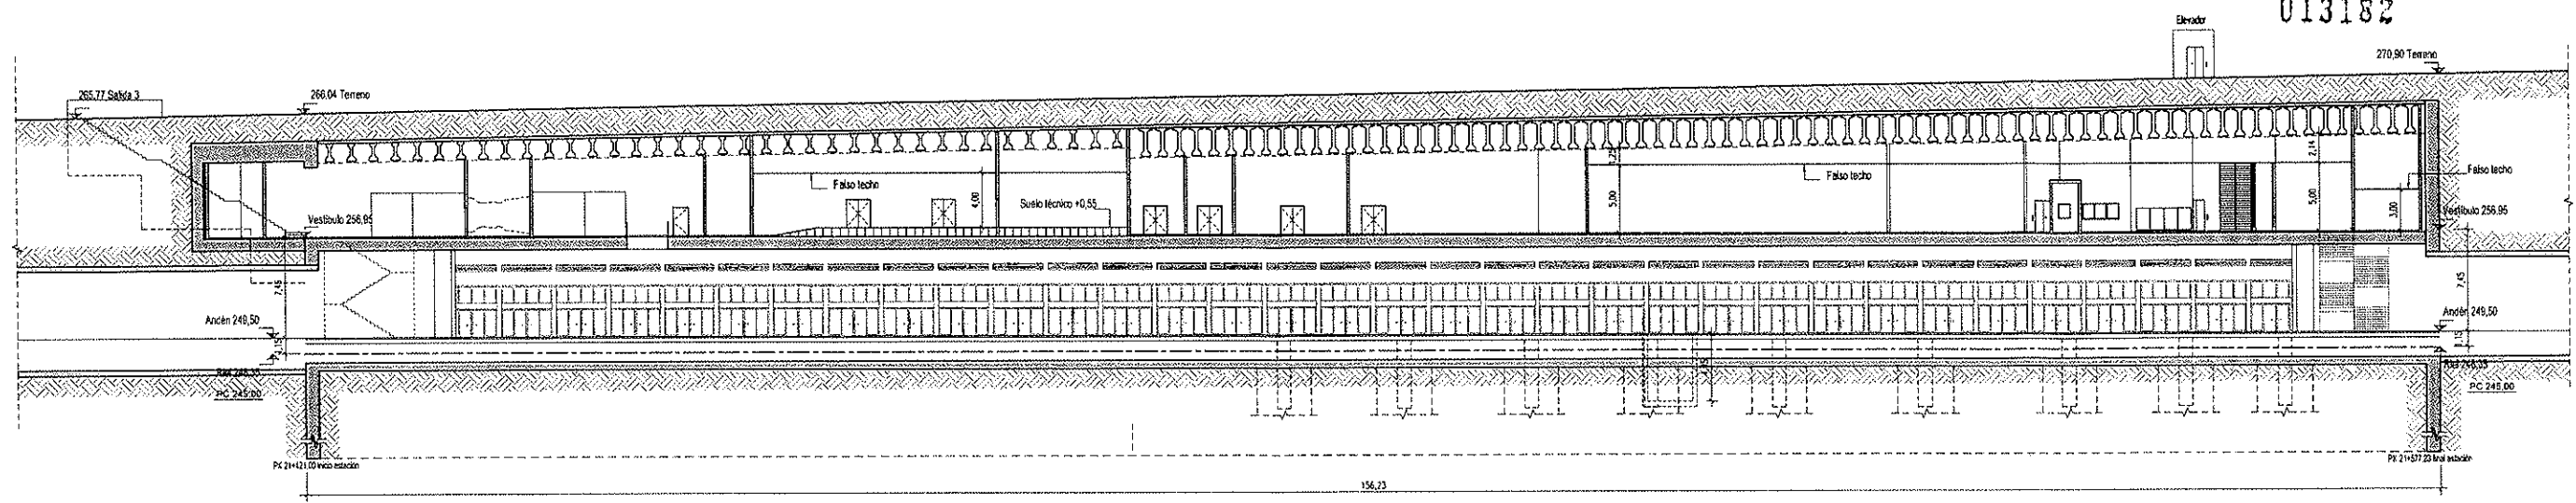 013182
Elevador
270,90 Terreno
265,77 Salida 3
266,04 Terreno
Falso techo
4,00
Suelo técnico +0,55
1,25
5,00
Falso techo
2,14
5,00
3,00
Falso techo
Vestíbulo 256,95
Vestíbulo 256,95
7,45
7,45
Andén 249,50
Andén 249,50
PC 245,00
PC 245,00
PK 21+421,00 Inicio estación
PK 21+577,23 final estación
156,23